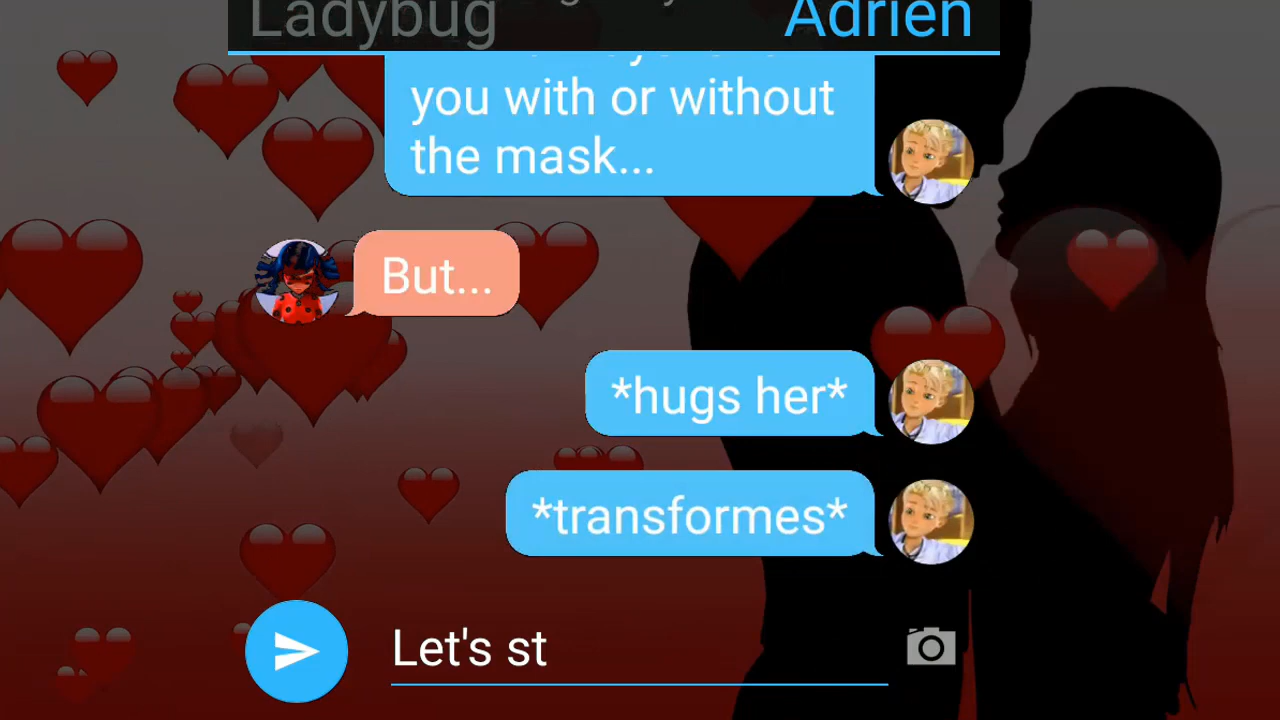 Ladybug
Adrien
you with or without
the mask...
But...
*hugs her*
*transformes*
Let's st